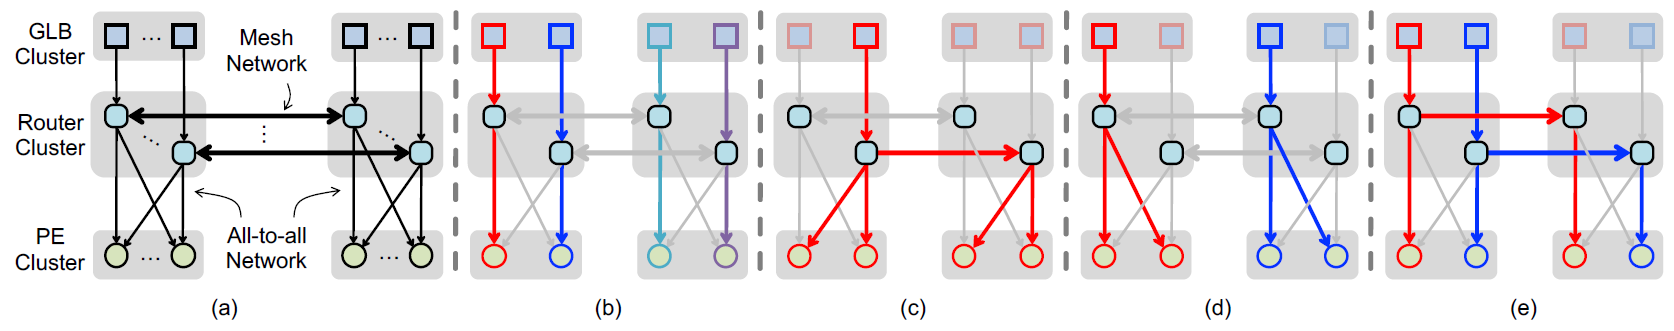 GLB
Cluster
Mesh
Network
Router
Cluster
PE
Cluster
All-to-all
Network
(a)
(b)
(c)
(d)
(e)